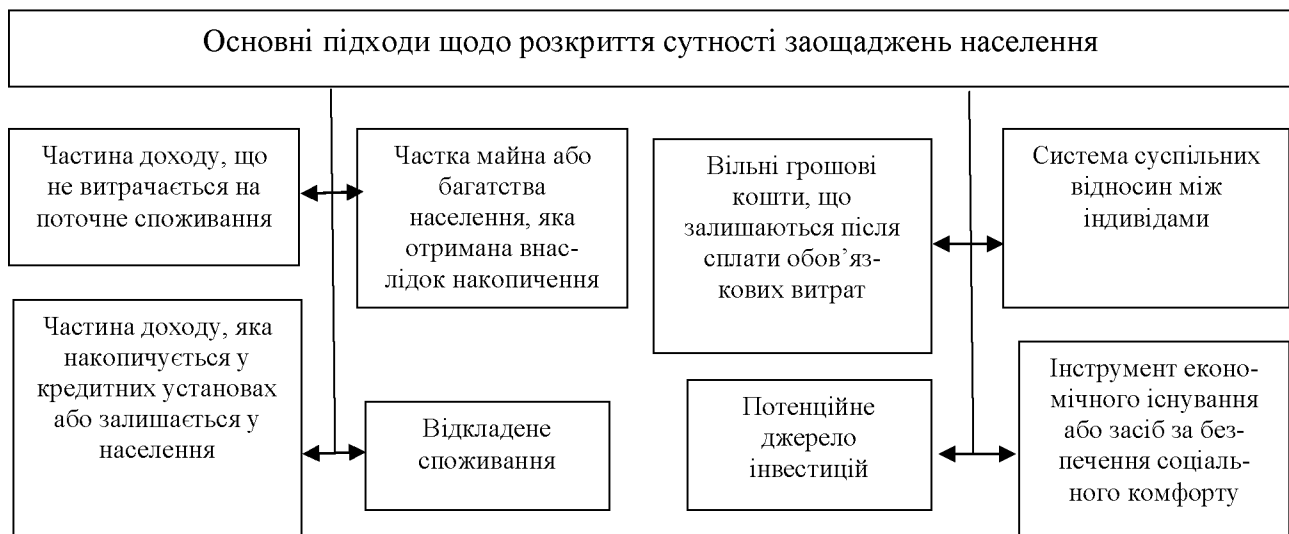 Основні підходи щодо розкриття сутності заощаджень населення
Частина доходу, що
не витрачається на
поточне споживання
Частка майна або
багатства
населення, яка
отримана внас-
лідок накопичення
Вільні грошові
кошти, що
залишаються після
сплати обов’яз-
кових витрат
Система суспільних
відносин між
індивідами
Частина доходу, яка
накопичується у
кредитних установах
або залишається у
населення
Відкладене
споживання
Потенційне
джерело
інвестицій
Інструмент еконо-
мічного існування
або засіб за без-
печення соціаль-
ного комфорту